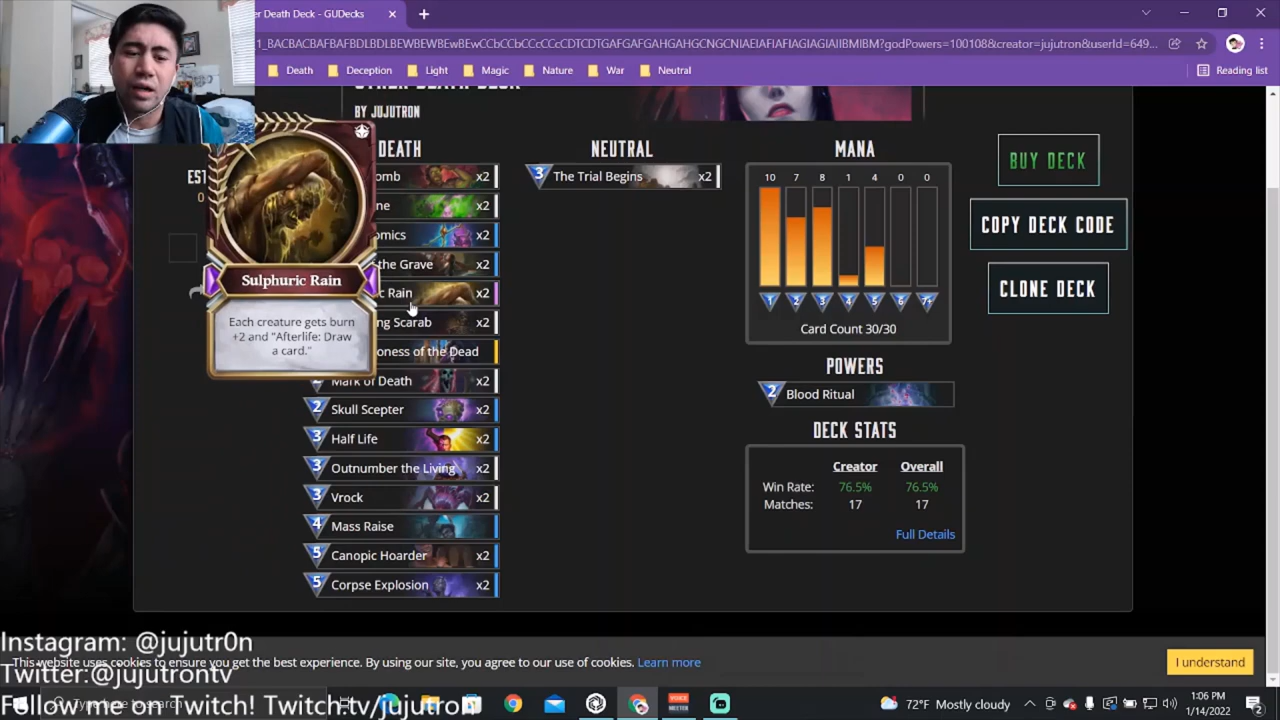 er Death Deck - GUDecks
1_BACBACBAFBAFBDLBDLBEWBEWBEwBEwCCbCCbCCcCCcCDTCDTGAFGAFGAHGAHGCNGCNIAEIAFIAFIAGIAGIAIIBMIBM?godPower=100108&creator=jujutron&userId=649...
Death Deception Light Magic Nature War Neutral Reading list
BY JUJUTRON
DEATH
NEUTRAL
MANA
EST
0
omb x2
ne x2
omics x2
the Grave x2
Rain x2
ng Scarab x2
oness of the Dead
Mark of Death x2
2 Skull Scepter x2
3 Half Life x2
3 Outnumber the Living x2
3 Vrock x2
4 Mass Raise
5 Canopic Hoarder x2
5 Corpse Explosion x2
Sulphuric Rain
Each creature gets burn
+2 and "Afterlife: Draw
a card."
3 The Trial Begins x2
10 7 8 1 4 0 0
1 2 3 4 5 6 7+
Card Count 30/30
POWERS
2 Blood Ritual
DECK STATS
Creator Overall
Win Rate: 76.5% 76.5%
Matches: 17 17
Full Details
BUY DECK
COPY DECK CODE
CLONE DECK
Instagram: @jujutr0n
This website uses cookies to ensure you get the best experience. By using our site, you agree to our use of cookies. Learn more
I understand
Twitter:@jujutrontv
Follow me on Twitch! Twitch.tv/jujutron
72°F Mostly cloudy
1:06 PM
1/14/2022
2